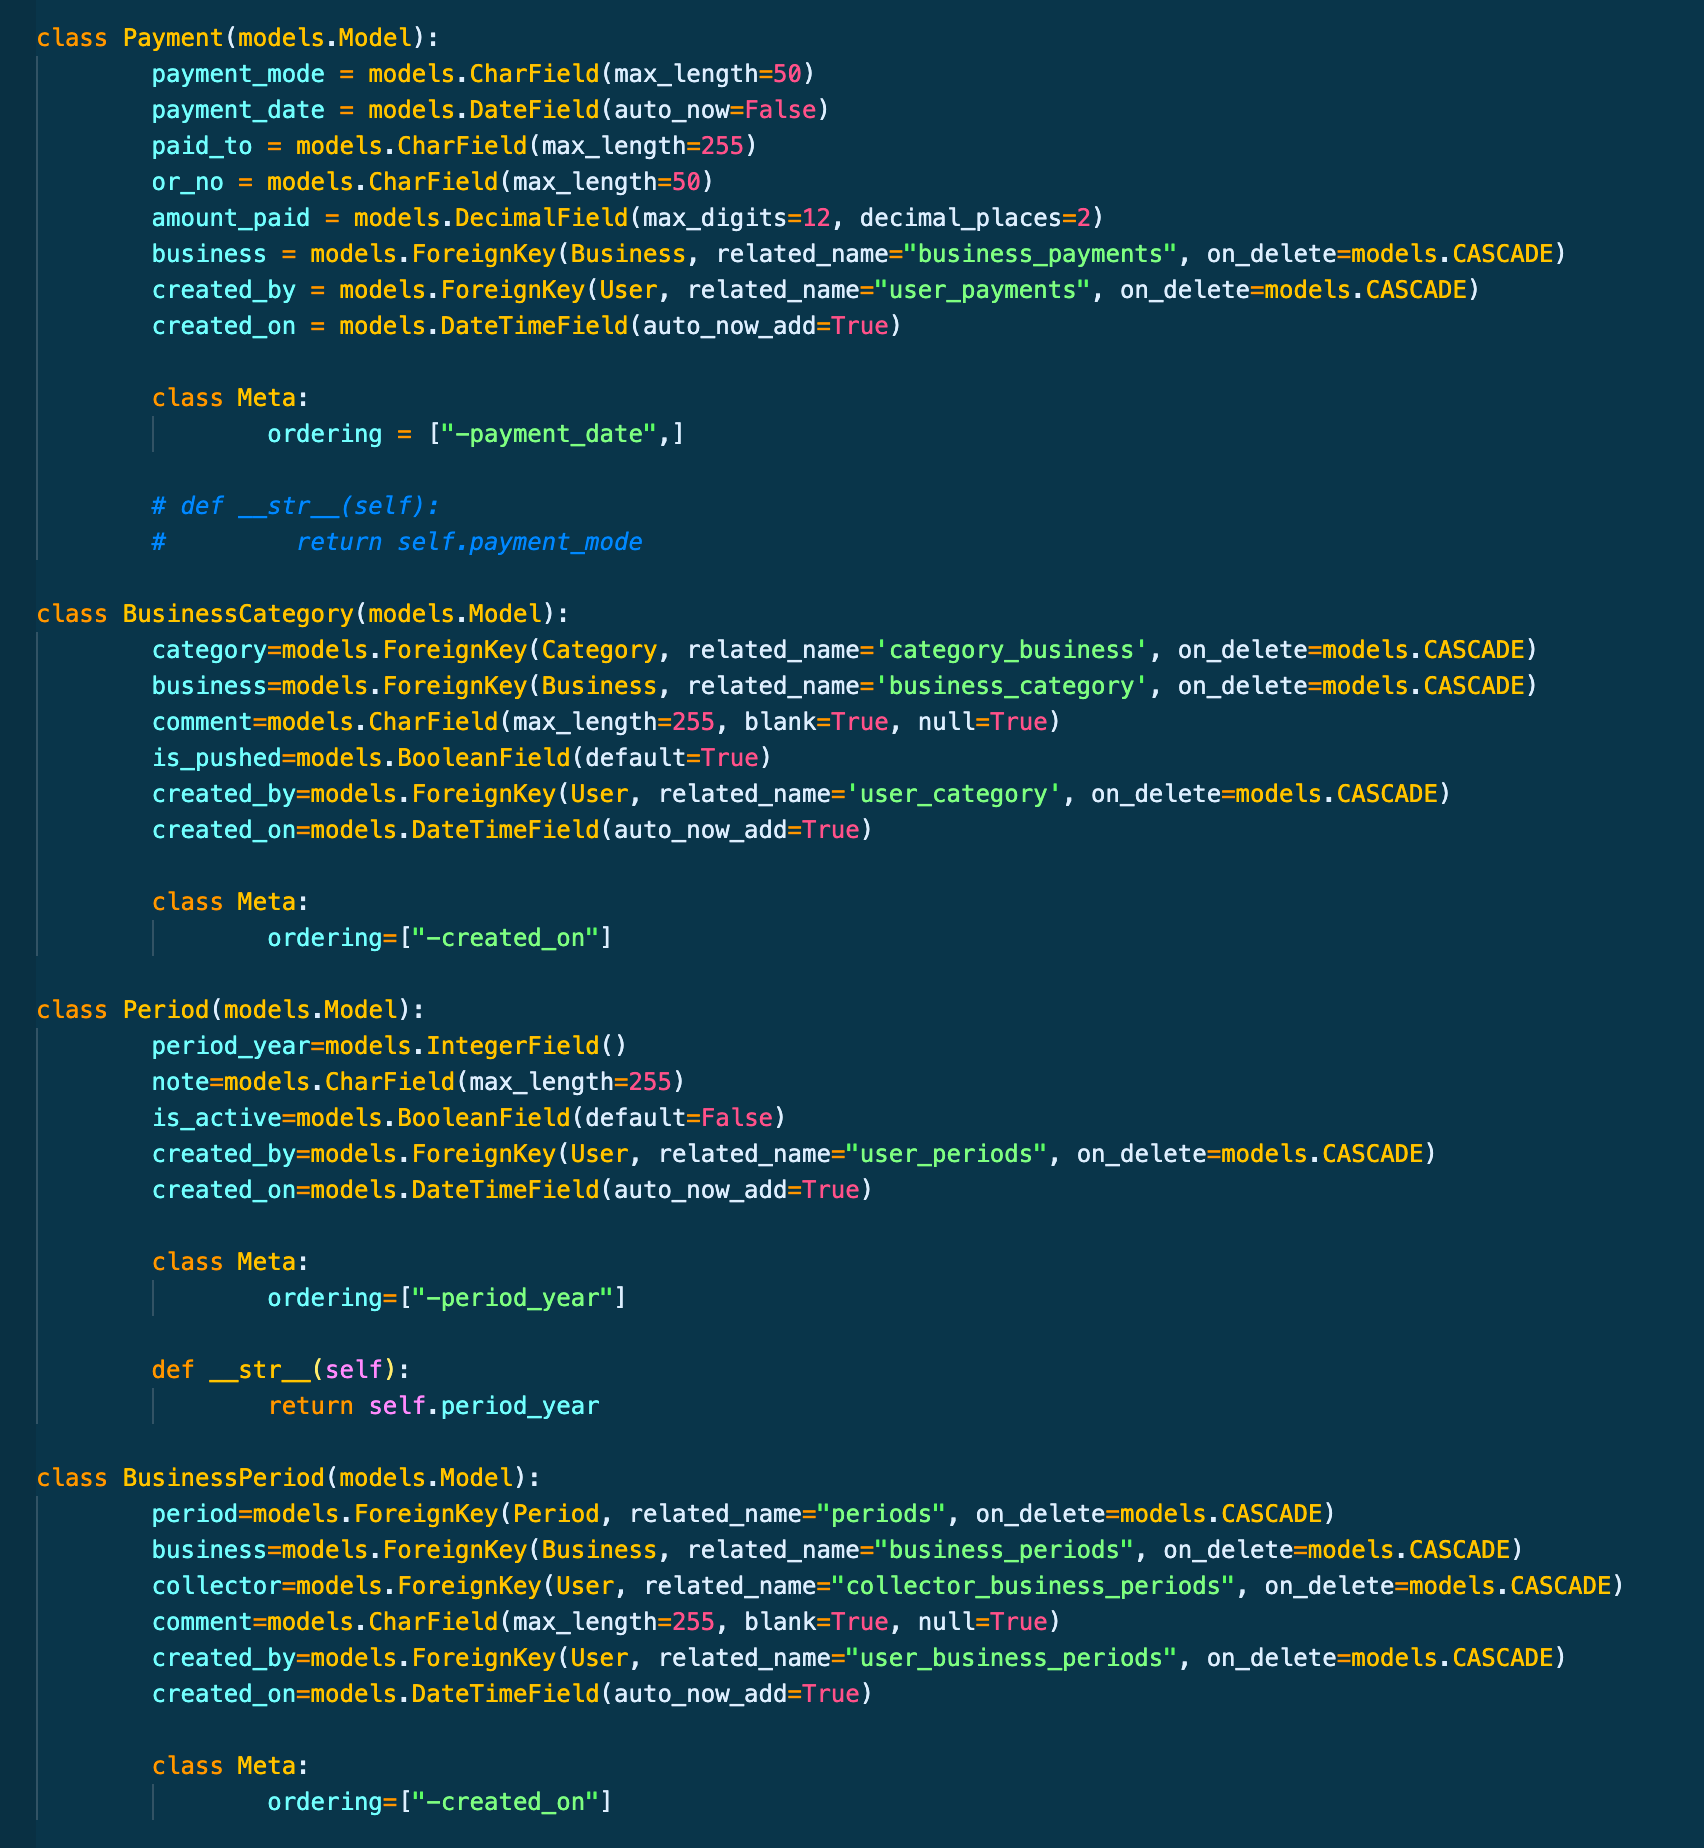 class Payment(models.Model):
payment_mode = models.CharField(max_length=50)
payment_date = models.DateField(auto_now=False)
paid_to = models.CharField(max_length=255)
or_no = models.CharField(max_length=50)
amount_paid = models.DecimalField(max_digits=12, decimal_places=2)
business = models.ForeignKey(Business, related_name="business_payments", on_delete=models.CASCADE)
created_by = models.ForeignKey(User, related_name="user_payments", on_delete=models.CASCADE)
created_on = models.DateTimeField(auto_now_add=True)
class Meta:
ordering = ["-payment_date",]
# def __str__(self):
# return self.payment_mode
class BusinessCategory(models.Model):
category=models.ForeignKey(Category, related_name='category_business', on_delete=models.CASCADE)
business=models.ForeignKey(Business, related_name='business_category', on_delete=models.CASCADE)
comment=models.CharField(max_length=255, blank=True, null=True)
is_pushed=models.BooleanField(default=True)
created_by=models.ForeignKey(User, related_name='user_category', on_delete=models.CASCADE)
created_on=models.DateTimeField(auto_now_add=True)
class Meta:
ordering=["-created_on"]
class Period(models.Model):
period_year=models.IntegerField()
note=models.CharField(max_length=255)
is_active=models.BooleanField(default=False)
created_by=models.ForeignKey(User, related_name="user_periods", on_delete=models.CASCADE)
created_on=models.DateTimeField(auto_now_add=True)
class Meta:
ordering=["-period_year"]
def __str__(self):
return self.period_year
class BusinessPeriod(models.Model):
period=models.ForeignKey(Period, related_name="periods", on_delete=models.CASCADE)
business=models.ForeignKey(Business, related_name="business_periods", on_delete=models.CASCADE)
collector=models.ForeignKey(User, related_name="collector_business_periods", on_delete=models.CASCADE)
comment=models.CharField(max_length=255, blank=True, null=True)
created_by=models.ForeignKey(User, related_name="user_business_periods", on_delete=models.CASCADE)
created_on=models.DateTimeField(auto_now_add=True)
class Meta:
ordering=["-created_on"]